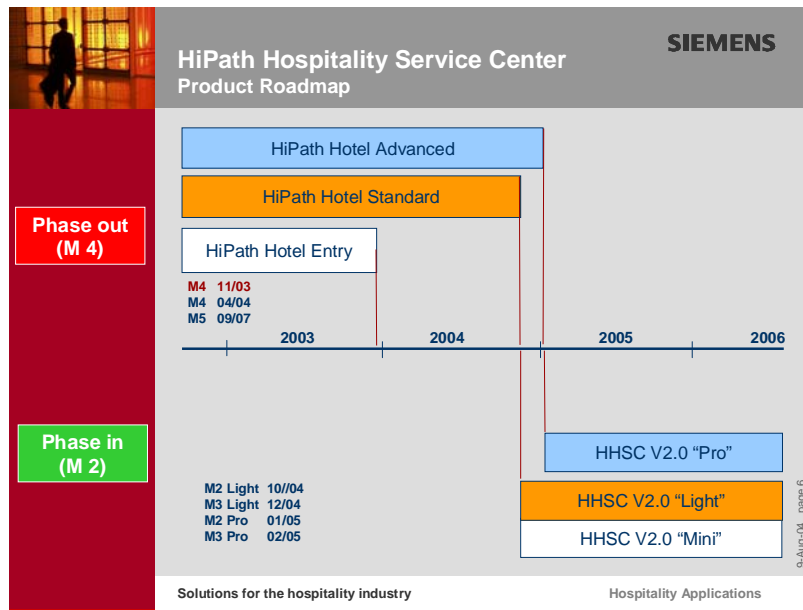 SIEMENS
HiPath Hospitality Service Center
Product Roadmap
HiPath Hotel Advanced
HiPath Hotel Standard
Phase out
(M 4)
HiPath Hotel Entry
M4 11/03
M4 04/04
M5 09/07
2003 2004 2005 2006
Phase in
(M 2)
HHSC V2.0 “Pro”
M2 Light 10//04
M3 Light 12/04
M2 Pro 01/05
M3 Pro 02/05
HHSC V2.0 “Light”
HHSC V2.0 “Mini”
9-Aug-04 page 6
Solutions for the hospitality industry
Hospitality Applications